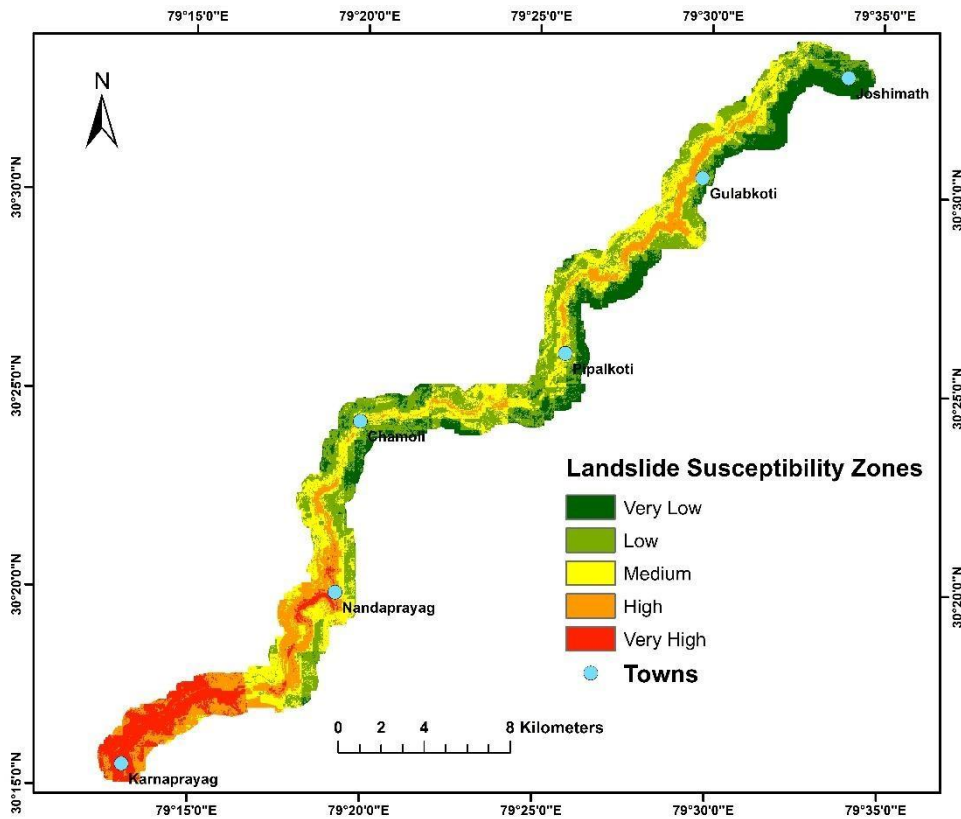 79°15'0"E 79°20'0"E 79°25'0"E 79°30'0"E 79°35'0"E
N
Joshimath
30°30'0"N
Gulabkoti
30°30'0"N
Pipalkoti
30°25'0"N
30°25'0"N
Chamoli
Landslide Susceptibility Zones
Very Low
Low
Medium
High
Very High
Towns
30°20'0"N
Nandaprayag
30°20'0"N
0 2 4 8 Kilometers
Karnaprayag
30°15'0"N
79°15'0"E 79°20'0"E 79°25'0"E 79°30'0"E 79°35'0"E